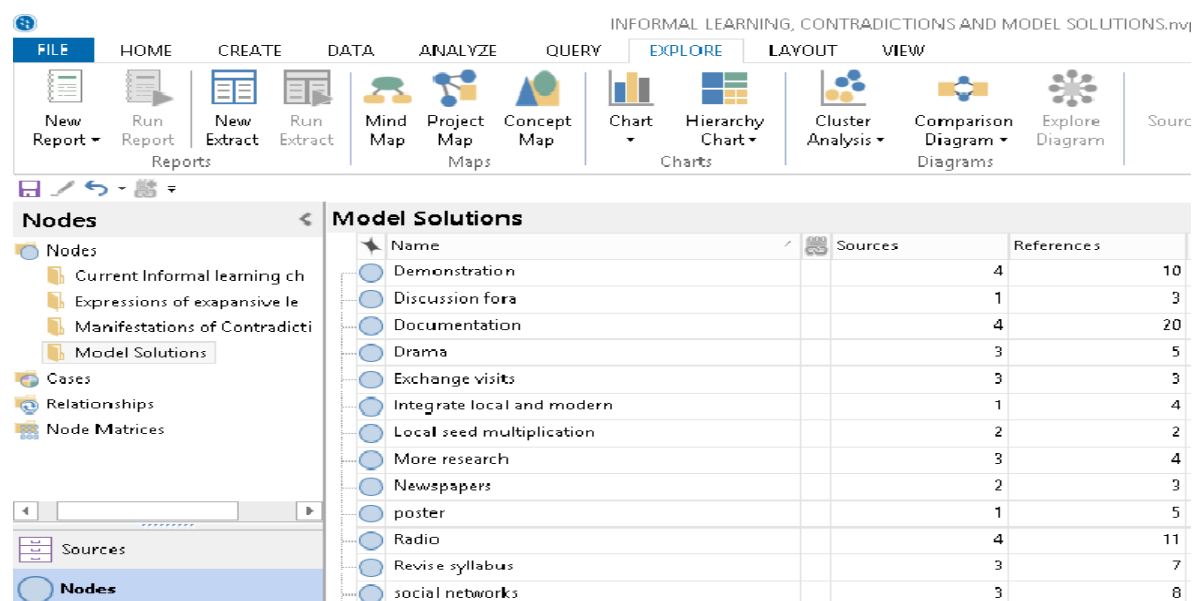 INFORMAL LEARNING, CONTRADICTIONS AND MODEL SOLUTIONS.nvp
FILE HOME CREATE DATA ANALYZE QUERY EXPLORE LAYOUT VIEW
New Report Run Report New Extract Run Extract Mind Map Project Map Concept Map Chart Hierarchy Chart Cluster Analysis Comparison Diagram Explore Diagram Sourc
Reports Maps Charts Diagrams
Nodes
Nodes
Current Informal learning ch
Expressions of exapansive le
Manifestations of Contradicti
Model Solutions
Cases
Relationships
Node Matrices
Sources
Nodes
Model Solutions
Name Sources References
Demonstration 4 10
Discussion fora 1 3
Documentation 4 20
Drama 3 5
Exchange visits 3 3
Integrate local and modern 1 4
Local seed multiplication 2 2
More research 3 4
Newspapers 2 3
poster 1 5
Radio 4 11
Revise syllabus 3 7
social networks 3 8